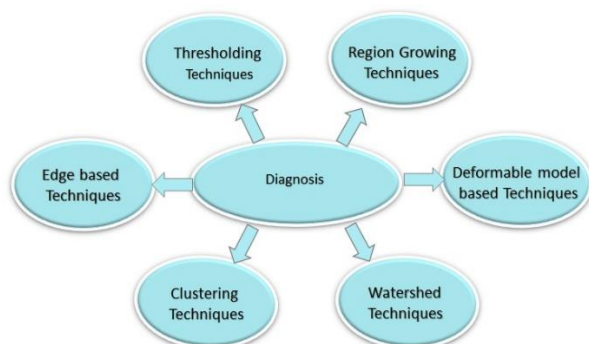 Thresholding
Techniques
Region Growing
Techniques
Edge based
Techniques
Diagnosis
Deformable model
based Techniques
Clustering
Techniques
Watershed
Techniques